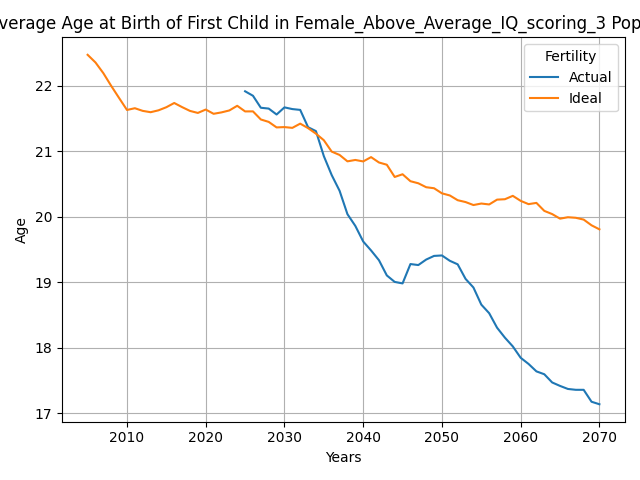 verage Age at Birth of First Child in Female_Above_Average_IQ_scoring_3 Pop
Fertility
Actual
Ideal
22
21
20
19
18
17
Age
2010 2020 2030 2040 2050 2060 2070
Years